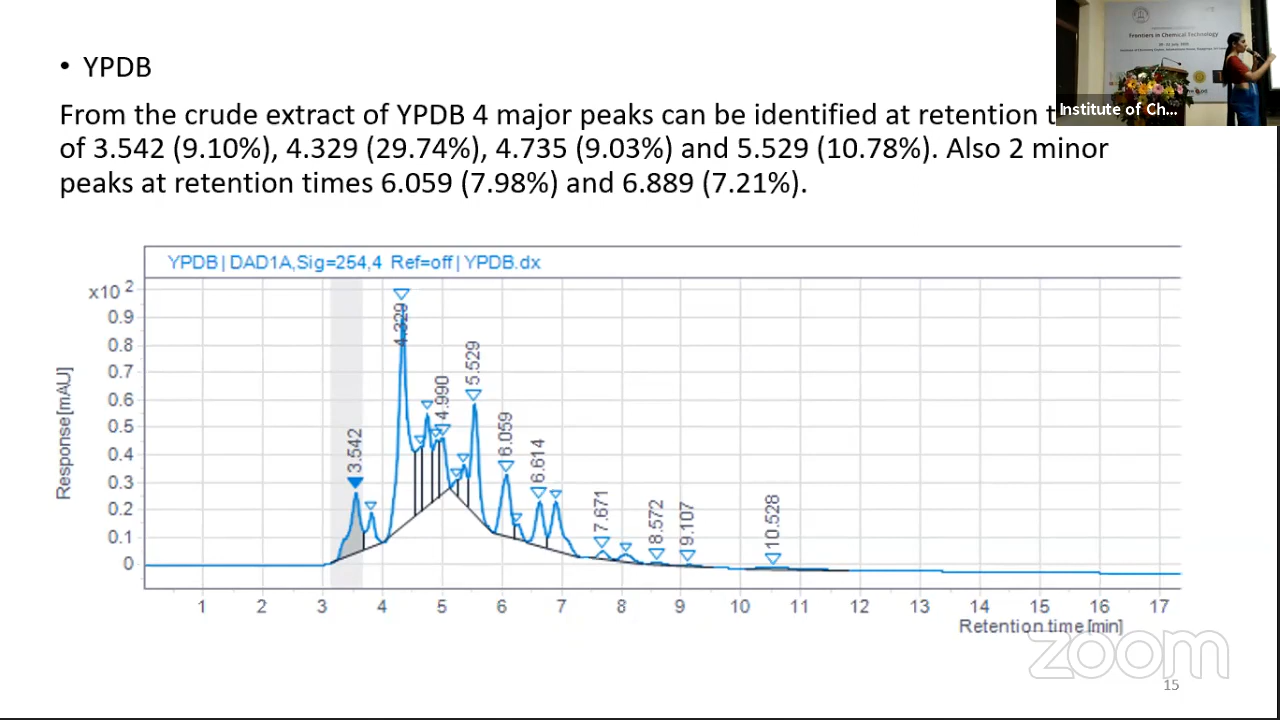 • YPDB
From the crude extract of YPDB 4 major peaks can be identified at retention
of 3.542 (9.10%), 4.329 (29.74%), 4.735 (9.03%) and 5.529 (10.78%). Also 2 minor
peaks at retention times 6.059 (7.98%) and 6.889 (7.21%).
Frontiers in Chemical Technology
Institute of Ch...
YPDB | DAD1A,Sig=254,4 Ref=off | YPDB.dx
x10 2
0.9
0.8
0.7
0.6
0.5
0.4
0.3
0.2
0.1
0
Response[mAU]
3.542
4.329
4.990
5.529
6.059
6.614
7.671
8.572
9.107
10.528
1 2 3 4 5 6 7 8 9 10 11 12 13 14 15 16 17
Retention time [min]
zoom
15